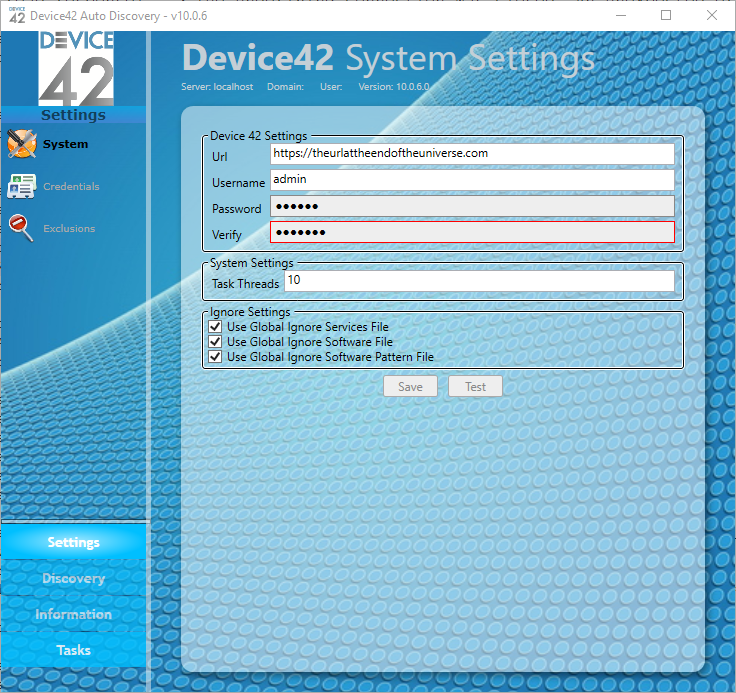 DEVICE 42 Device42 Auto Discovery - v10.0.6
DEVICE
42
Settings
System
Credentials
Exclusions
Settings
Discovery
Information
Tasks
Device42 System Settings
Server: localhost Domain: User: Version: 10.0.6.0
Device 42 Settings
Url https://theurlattheendoftheuniverse.com
Username admin
Password ••••••
Verify •••••••
System Settings
Task Threads 10
Ignore Settings
Use Global Ignore Services File
Use Global Ignore Software File
Use Global Ignore Software Pattern File
Save Test